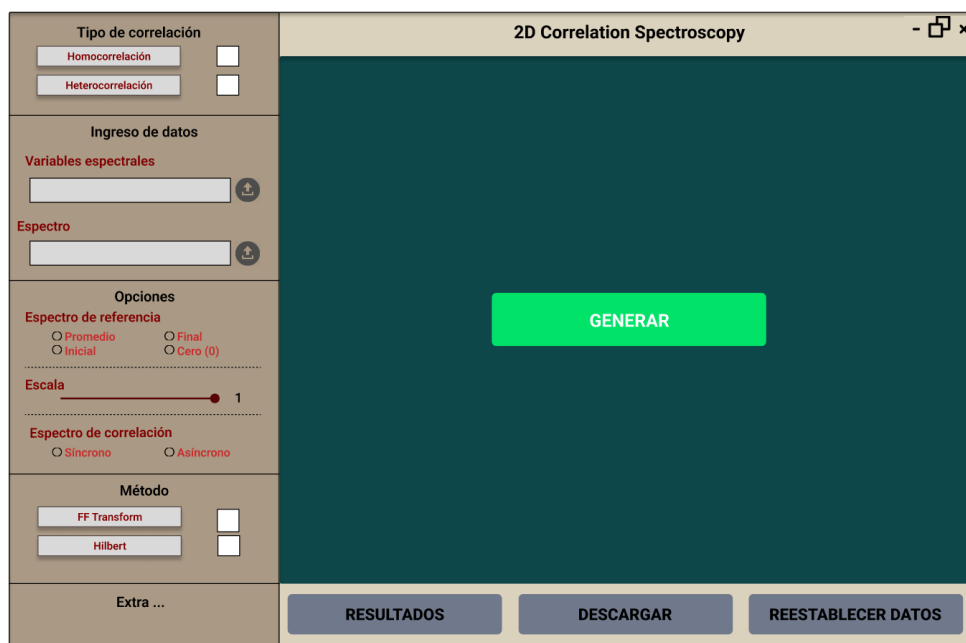 Tipo de correlación
Homocorrelación
Heterocorrelación
Ingreso de datos
Variables espectrales
Espectro
Opciones
Espectro de referencia
Promedio Final
Inicial Cero (0)
Escala
1
Espectro de correlación
Síncrono Asíncrono
Métódo
FF Transform
Hilbert
Extra ...
2D Correlation Spectroscopy
GENERAR
RESULTADOS DESCARGAR REESTABLECER DATOS